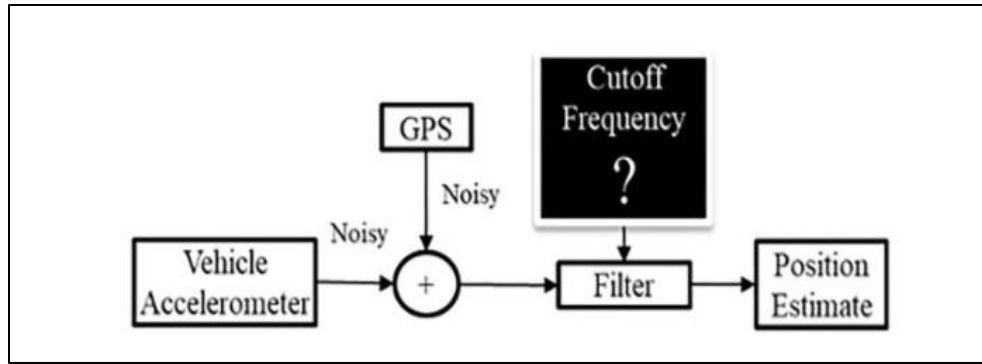 Cutoff
Frequency
?
GPS
Noisy
Noisy
Vehicle
Accelerometer
+
Filter
Position
Estimate